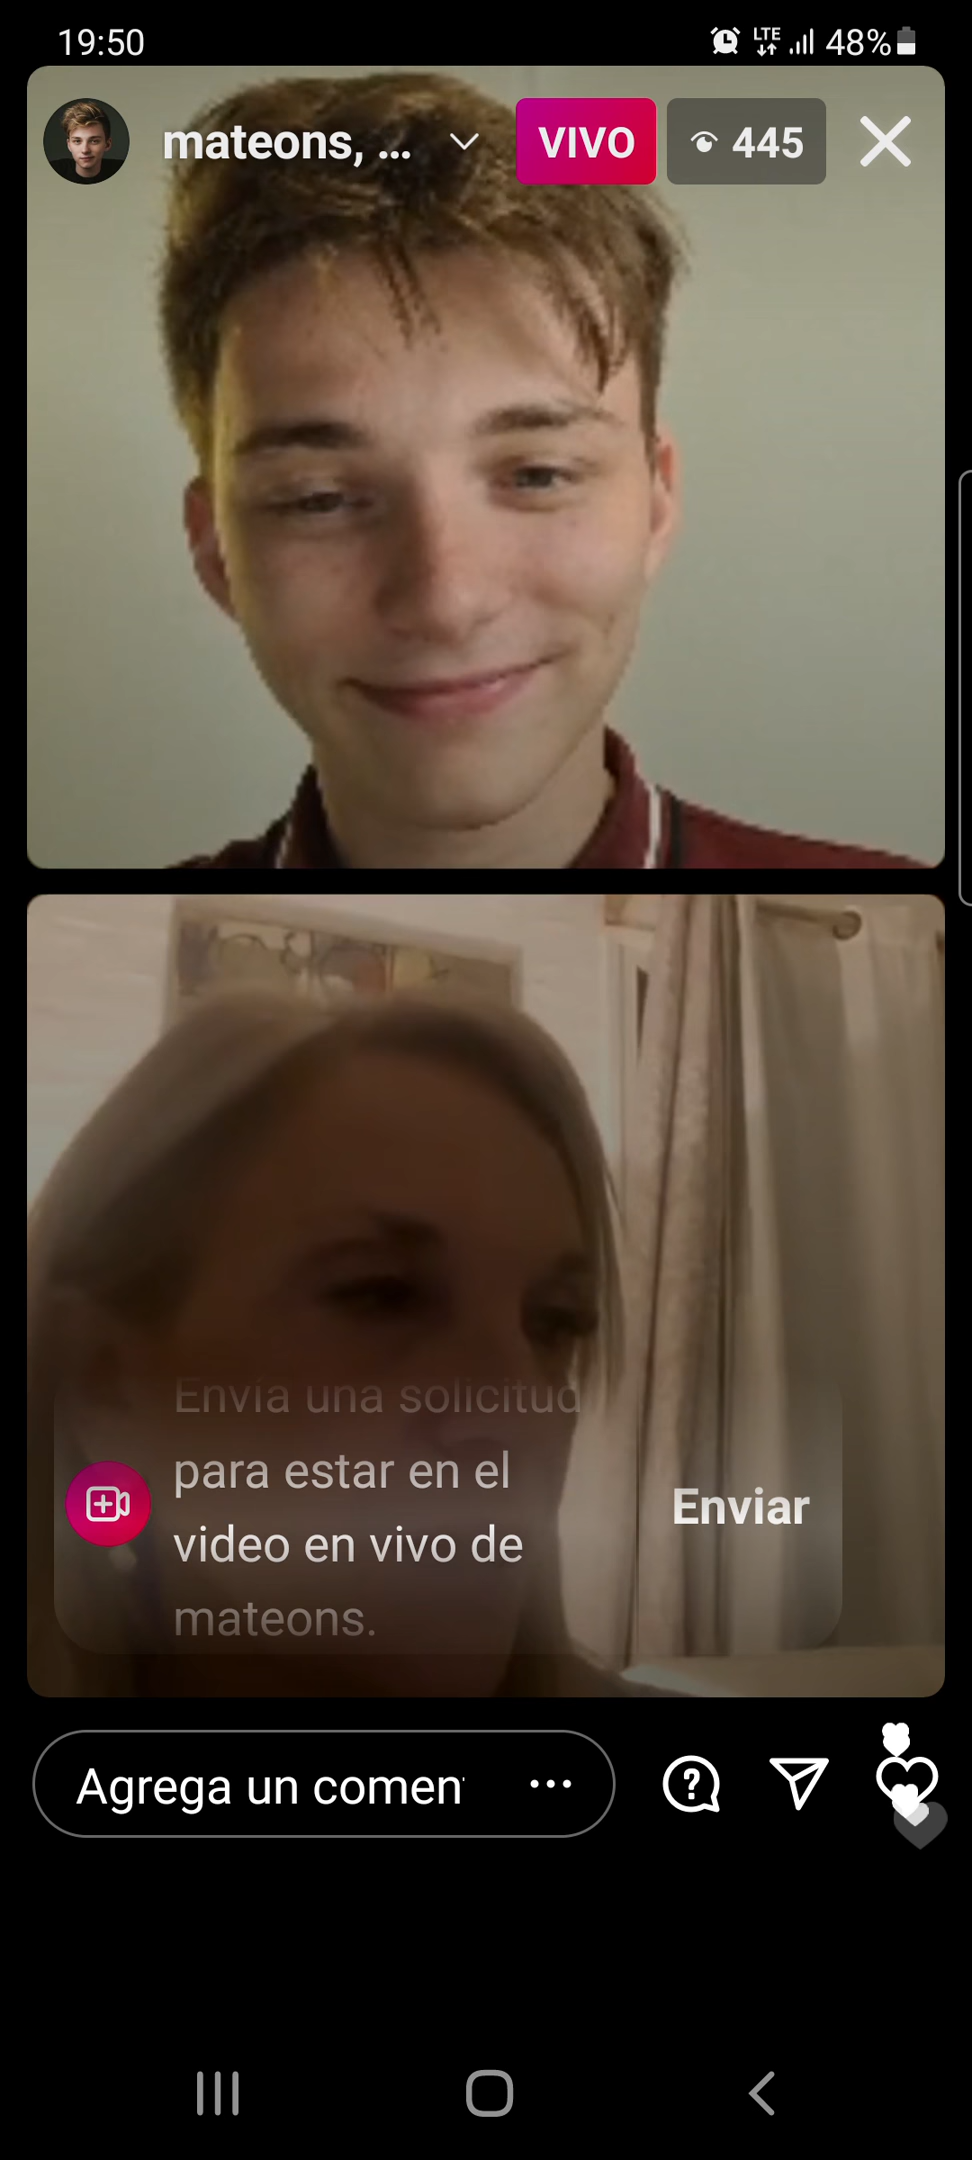 19:50
LTE
48%
mateons, ...
VIVO
445
Envía una solicitud
para estar en el
video en vivo de
mateons.
Enviar
Agrega un comen